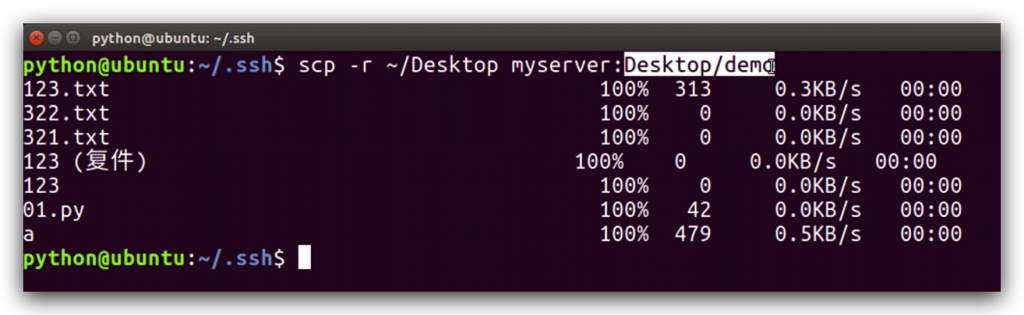 python@ubuntu: ~/.ssh
python@ubuntu:~/.ssh$ scp -r ~/Desktop myserver:Desktop/demo
123.txt 100% 313 0.3KB/s 00:00
322.txt 100% 0 0.0KB/s 00:00
321.txt 100% 0 0.0KB/s 00:00
123 (复件) 100% 0 0.0KB/s 00:00
123 100% 0 0.0KB/s 00:00
01.py 100% 42 0.0KB/s 00:00
a 100% 479 0.5KB/s 00:00
python@ubuntu:~/.ssh$